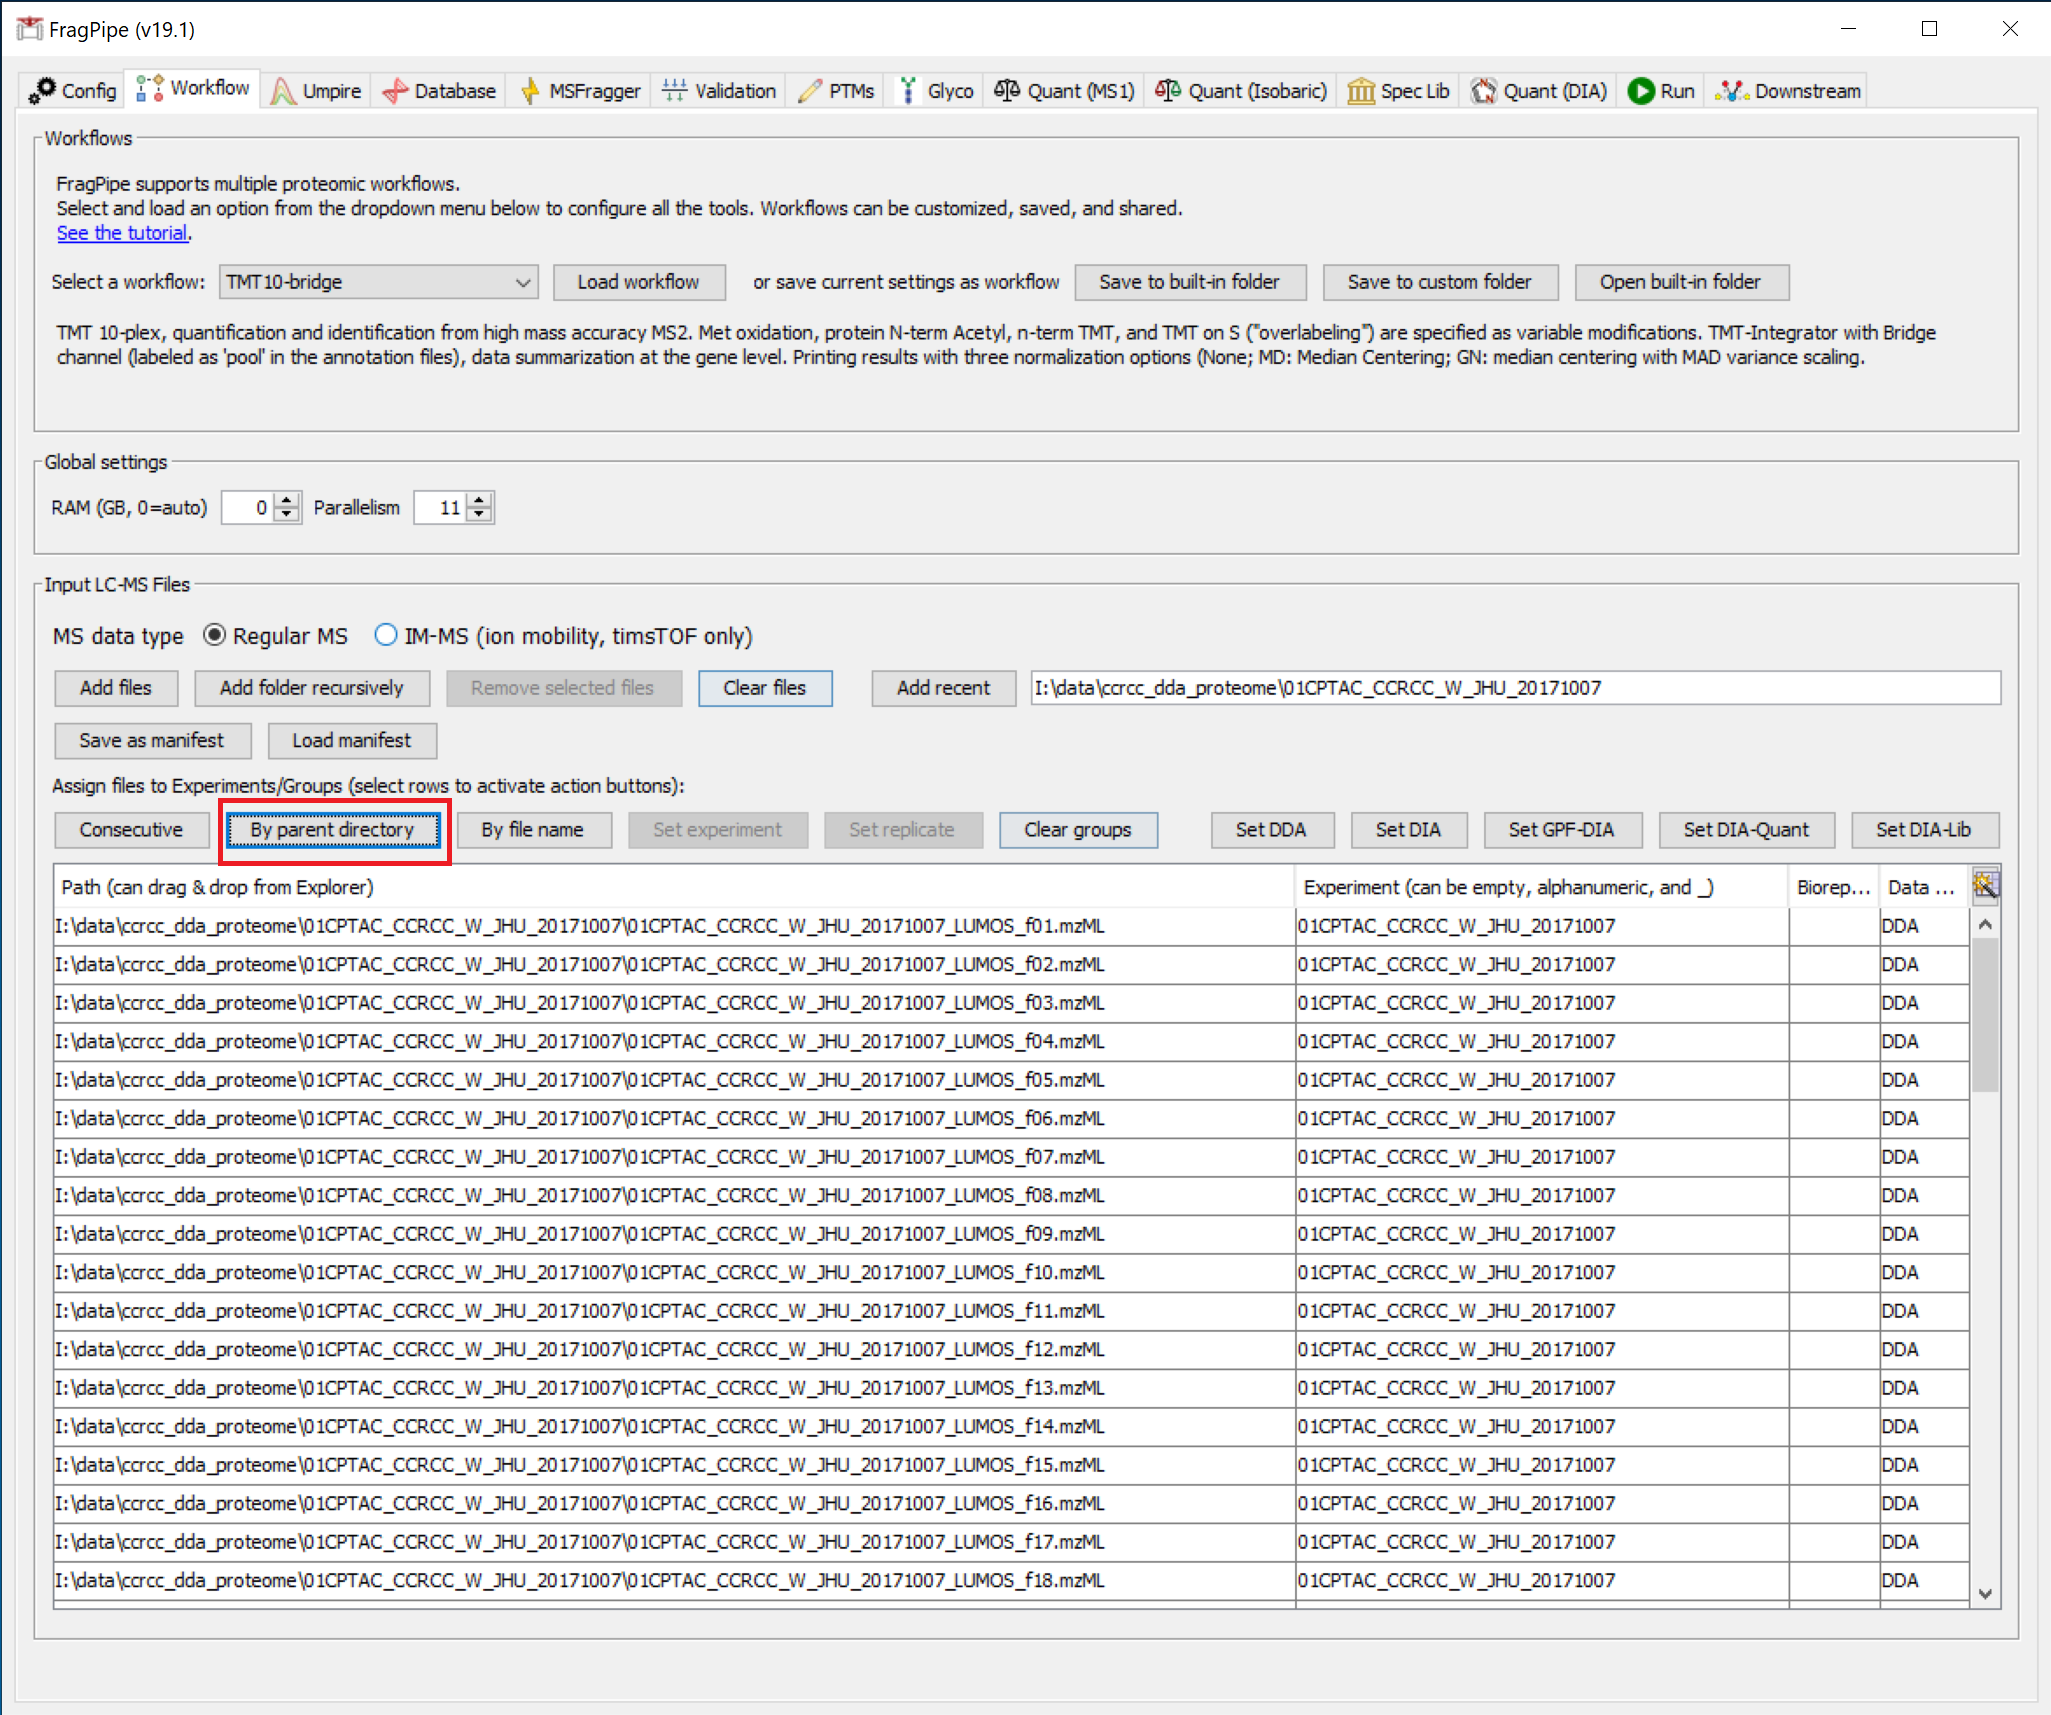 FragPipe (v19.1)
Config Workflow Umpire Database MSFragger Validation PTMs Glyco Quant (MS1) Quant (Isobaric) Spec Lib Quant (DIA) Run Downstream
Workflows
FragPipe supports multiple proteomic workflows.
Select and load an option from the dropdown menu below to configure all the tools. Workflows can be customized, saved, and shared.
See the tutorial.
Select a workflow: TMT10-bridge Load workflow or save current settings as workflow Save to built-in folder Save to custom folder Open built-in folder
TMT 10-plex, quantification and identification from high mass accuracy MS2. Met oxidation, protein N-term Acetyl, n-term TMT, and TMT on S ("overlabeling") are specified as variable modifications. TMT-Integrator with Bridge
channel (labeled as 'pool' in the annotation files), data summarization at the gene level. Printing results with three normalization options (None; MD: Median Centering; GN: median centering with MAD variance scaling.
Global settings
RAM (GB, 0=auto) 0 Parallelism 11
Input LC-MS Files
MS data type Regular MS IM-MS (ion mobility, timsTOF only)
Add files Add folder recursively Remove selected files Clear files Add recent I:\data\ccrcc_dda_proteome\01CPTAC_CCRCC_W_JHU_20171007
Save as manifest Load manifest
Assign files to Experiments/Groups (select rows to activate action buttons):
Consecutive By parent directory By file name Set experiment Set replicate Clear groups Set DDA Set DIA Set GPF-DIA Set DIA-Quant Set DIA-Lib
Path (can drag & drop from Explorer) Experiment (can be empty, alphanumeric, and _) Biorep... Data ...
I:\data\ccrcc_dda_proteome\01CPTAC_CCRCC_W_JHU_20171007\01CPTAC_CCRCC_W_JHU_20171007_LUMOS_f01.mzML 01CPTAC_CCRCC_W_JHU_20171007 DDA
I:\data\ccrcc_dda_proteome\01CPTAC_CCRCC_W_JHU_20171007\01CPTAC_CCRCC_W_JHU_20171007_LUMOS_f02.mzML 01CPTAC_CCRCC_W_JHU_20171007 DDA
I:\data\ccrcc_dda_proteome\01CPTAC_CCRCC_W_JHU_20171007\01CPTAC_CCRCC_W_JHU_20171007_LUMOS_f03.mzML 01CPTAC_CCRCC_W_JHU_20171007 DDA
I:\data\ccrcc_dda_proteome\01CPTAC_CCRCC_W_JHU_20171007\01CPTAC_CCRCC_W_JHU_20171007_LUMOS_f04.mzML 01CPTAC_CCRCC_W_JHU_20171007 DDA
I:\data\ccrcc_dda_proteome\01CPTAC_CCRCC_W_JHU_20171007\01CPTAC_CCRCC_W_JHU_20171007_LUMOS_f05.mzML 01CPTAC_CCRCC_W_JHU_20171007 DDA
I:\data\ccrcc_dda_proteome\01CPTAC_CCRCC_W_JHU_20171007\01CPTAC_CCRCC_W_JHU_20171007_LUMOS_f06.mzML 01CPTAC_CCRCC_W_JHU_20171007 DDA
I:\data\ccrcc_dda_proteome\01CPTAC_CCRCC_W_JHU_20171007\01CPTAC_CCRCC_W_JHU_20171007_LUMOS_f07.mzML 01CPTAC_CCRCC_W_JHU_20171007 DDA
I:\data\ccrcc_dda_proteome\01CPTAC_CCRCC_W_JHU_20171007\01CPTAC_CCRCC_W_JHU_20171007_LUMOS_f08.mzML 01CPTAC_CCRCC_W_JHU_20171007 DDA
I:\data\ccrcc_dda_proteome\01CPTAC_CCRCC_W_JHU_20171007\01CPTAC_CCRCC_W_JHU_20171007_LUMOS_f09.mzML 01CPTAC_CCRCC_W_JHU_20171007 DDA
I:\data\ccrcc_dda_proteome\01CPTAC_CCRCC_W_JHU_20171007\01CPTAC_CCRCC_W_JHU_20171007_LUMOS_f10.mzML 01CPTAC_CCRCC_W_JHU_20171007 DDA
I:\data\ccrcc_dda_proteome\01CPTAC_CCRCC_W_JHU_20171007\01CPTAC_CCRCC_W_JHU_20171007_LUMOS_f11.mzML 01CPTAC_CCRCC_W_JHU_20171007 DDA
I:\data\ccrcc_dda_proteome\01CPTAC_CCRCC_W_JHU_20171007\01CPTAC_CCRCC_W_JHU_20171007_LUMOS_f12.mzML 01CPTAC_CCRCC_W_JHU_20171007 DDA
I:\data\ccrcc_dda_proteome\01CPTAC_CCRCC_W_JHU_20171007\01CPTAC_CCRCC_W_JHU_20171007_LUMOS_f13.mzML 01CPTAC_CCRCC_W_JHU_20171007 DDA
I:\data\ccrcc_dda_proteome\01CPTAC_CCRCC_W_JHU_20171007\01CPTAC_CCRCC_W_JHU_20171007_LUMOS_f14.mzML 01CPTAC_CCRCC_W_JHU_20171007 DDA
I:\data\ccrcc_dda_proteome\01CPTAC_CCRCC_W_JHU_20171007\01CPTAC_CCRCC_W_JHU_20171007_LUMOS_f15.mzML 01CPTAC_CCRCC_W_JHU_20171007 DDA
I:\data\ccrcc_dda_proteome\01CPTAC_CCRCC_W_JHU_20171007\01CPTAC_CCRCC_W_JHU_20171007_LUMOS_f16.mzML 01CPTAC_CCRCC_W_JHU_20171007 DDA
I:\data\ccrcc_dda_proteome\01CPTAC_CCRCC_W_JHU_20171007\01CPTAC_CCRCC_W_JHU_20171007_LUMOS_f17.mzML 01CPTAC_CCRCC_W_JHU_20171007 DDA
I:\data\ccrcc_dda_proteome\01CPTAC_CCRCC_W_JHU_20171007\01CPTAC_CCRCC_W_JHU_20171007_LUMOS_f18.mzML 01CPTAC_CCRCC_W_JHU_20171007 DDA